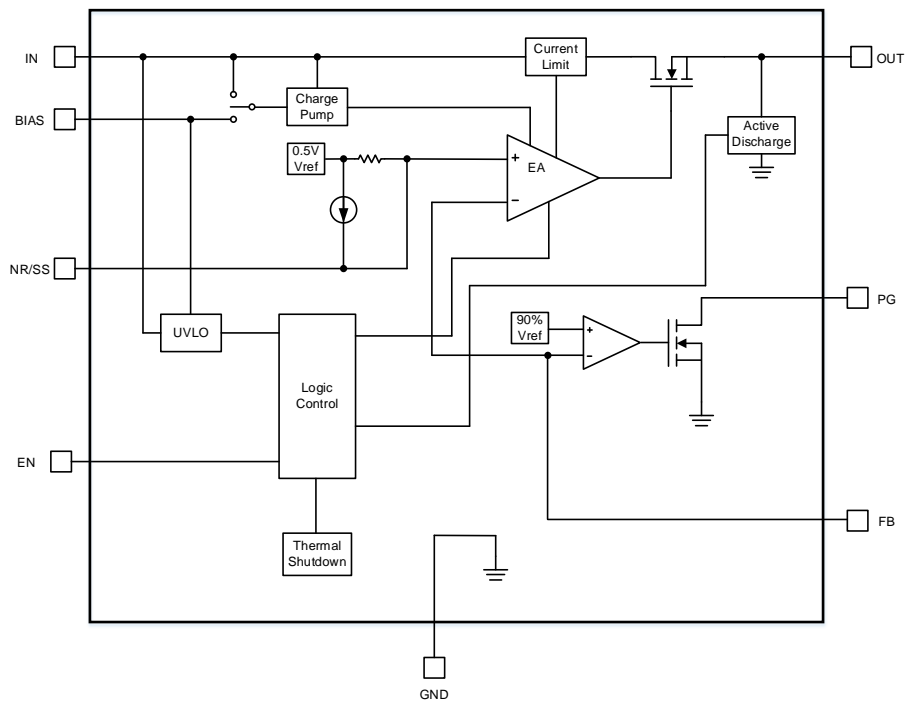 IN
Current
Limit
OUT
Charge
Pump
BIAS
Active
Discharge
0.5V
Vref
+
EA
−
NR/SS
PG
90%
Vref
+
−
UVLO
Logic
Control
EN
FB
Thermal
Shutdown
GND